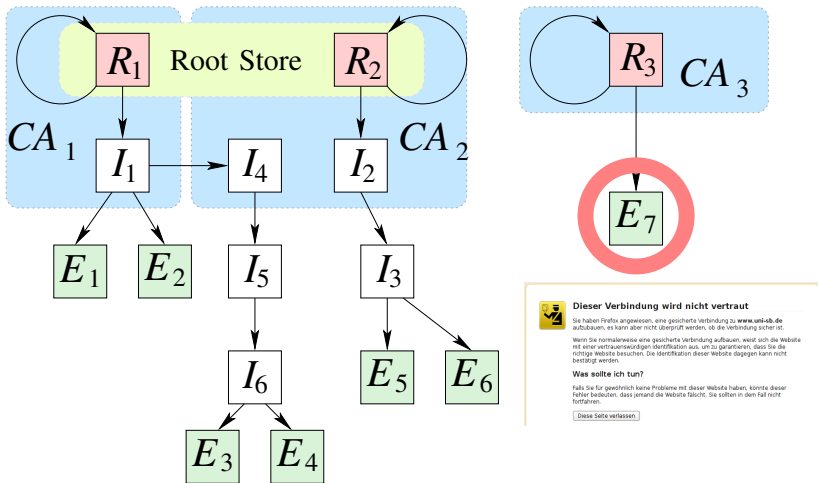 R1 Root Store R2 R3
CA 1 CA 2 CA 3
I1 I4 I2
E7
E1 E2 I5 I3
Dieser Verbindung wird nicht vertraut
Sie haben Firefox angewiesen, eine gesicherte Verbindung zu www.uni-sb.de
aufzubauen, es kann aber nicht überprüft werden, ob die Verbindung sicher ist.
Wenn Sie normalerweise eine gesicherte Verbindung aufbauen, weist sich die Website
mit einer vertrauenswürdigen Identifikation aus, um zu garantieren, dass Sie die
richtige Website besuchen. Die Identifikation dieser Website dagegen kann nicht
bestätigt werden.
Was sollte ich tun?
Falls Sie für gewöhnlich keine Probleme mit dieser Website haben, könnte dieser
Fehler bedeuten, dass jemand die Website fälscht. Sie sollten in dem Fall nicht
fortfahren.
Diese Seite verlassen
I6 E5 E6
E3 E4